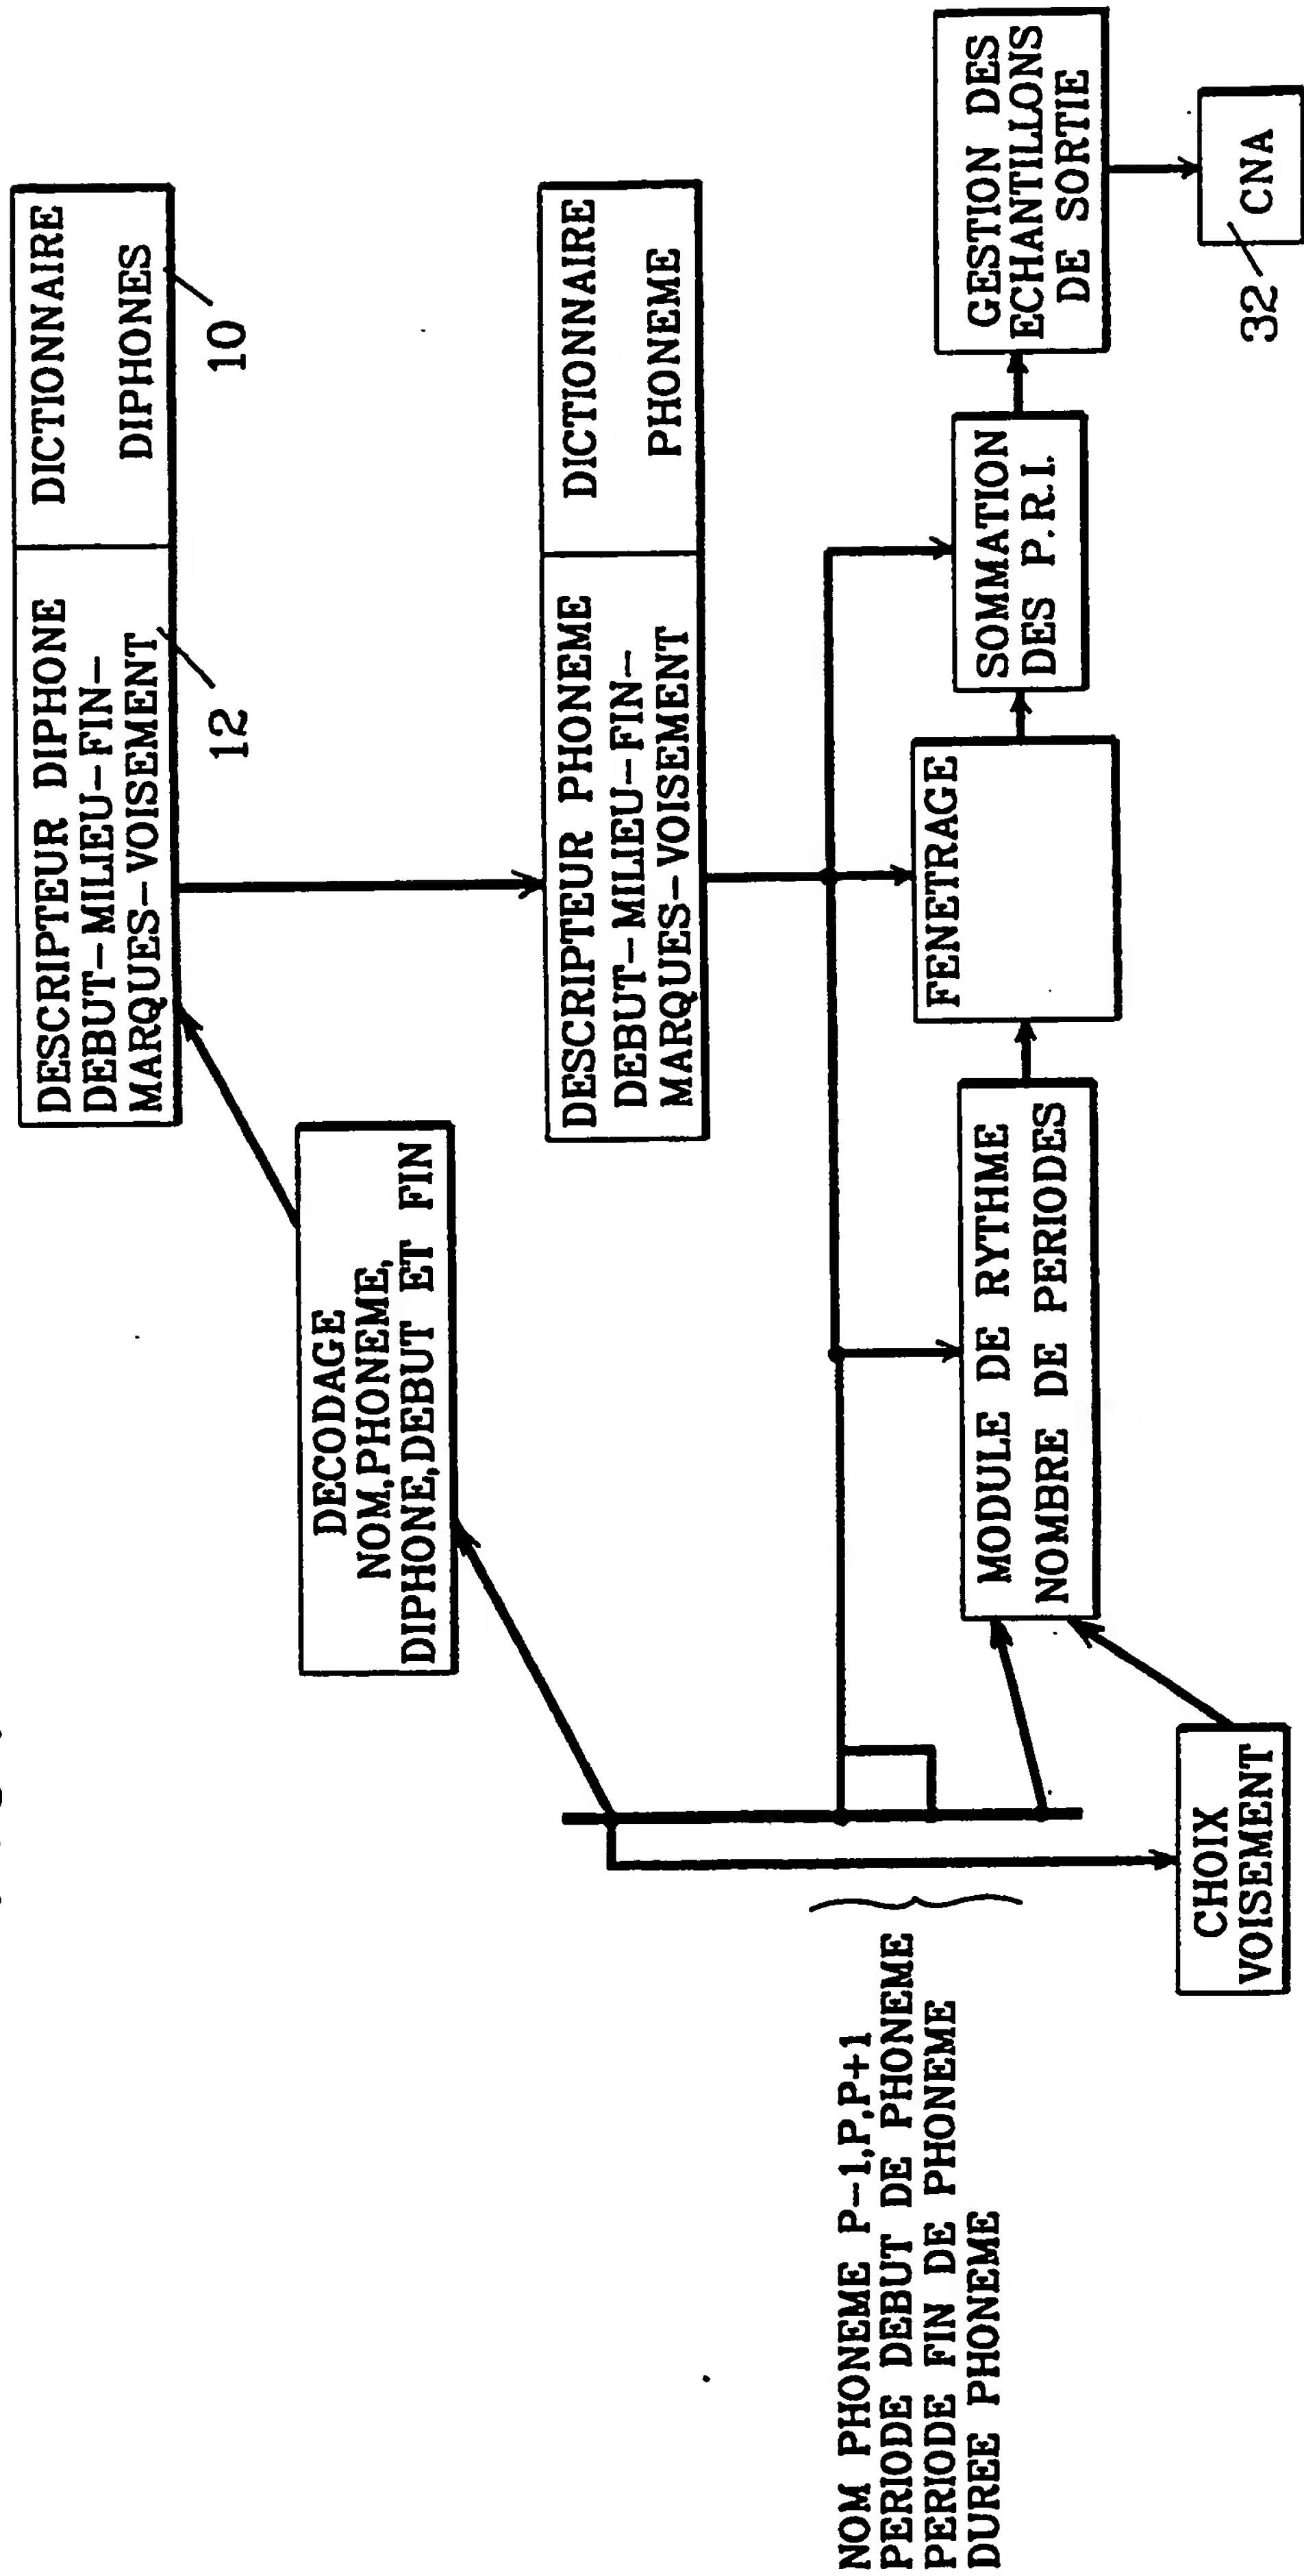 DESCRIPTEUR DIPHONE
DEBUT-MILIEU-FIN-
MARQUES-VOISEMENT
DICTIONNAIRE
DIPHONES
12
10
DECODAGE
NOM,PHONEME,
DIPHONE,DEBUT ET FIN
DESCRIPTEUR PHONEME
DEBUT-MILIEU-FIN-
MARQUES-VOISEMENT
DICTIONNAIRE
PHONEME
NOM PHONEME P-1,P,P+1
PERIODE DEBUT DE PHONEME
PERIODE FIN DE PHONEME
DUREE PHONEME
MODULE DE RYTHME
NOMBRE DE PERIODES
FENETRAGE
SOMMATION
DES P.R.I.
GESTION DES
ECHANTILLONS
DE SORTIE
CHOIX
VOISEMENT
32
CNA